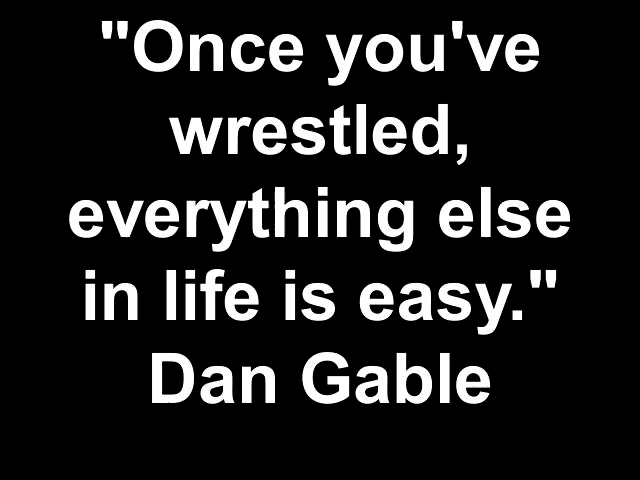 "Once you've
wrestled,
everything else
in life is easy."
Dan Gable